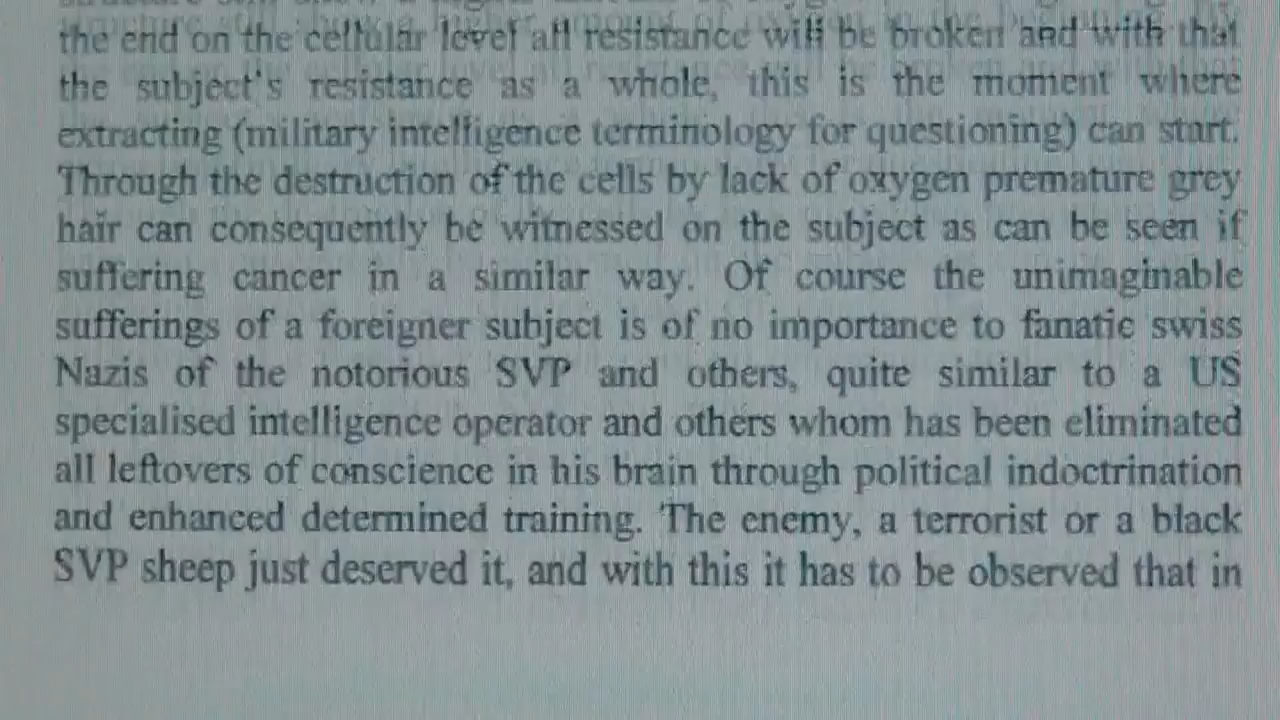 the end on the cellular level all resistance will be broken and with that
the subject's resistance as a whole, this is the moment where
extracting (military intelligence terminology for questioning) can start.
Through the destruction of the cells by lack of oxygen premature grey
hair can consequently be witnessed on the subject as can be seen if
suffering cancer in a similar way. Of course the unimaginable
sufferings of a foreigner subject is of no importance to fanatic swiss
Nazis of the notorious SVP and others, quite similar to a US
specialised intelligence operator and others whom has been eliminated
all leftovers of conscience in his brain through political indoctrination
and enhanced determined training. The enemy, a terrorist or a black
SVP sheep just deserved it, and with this it has to be observed that in